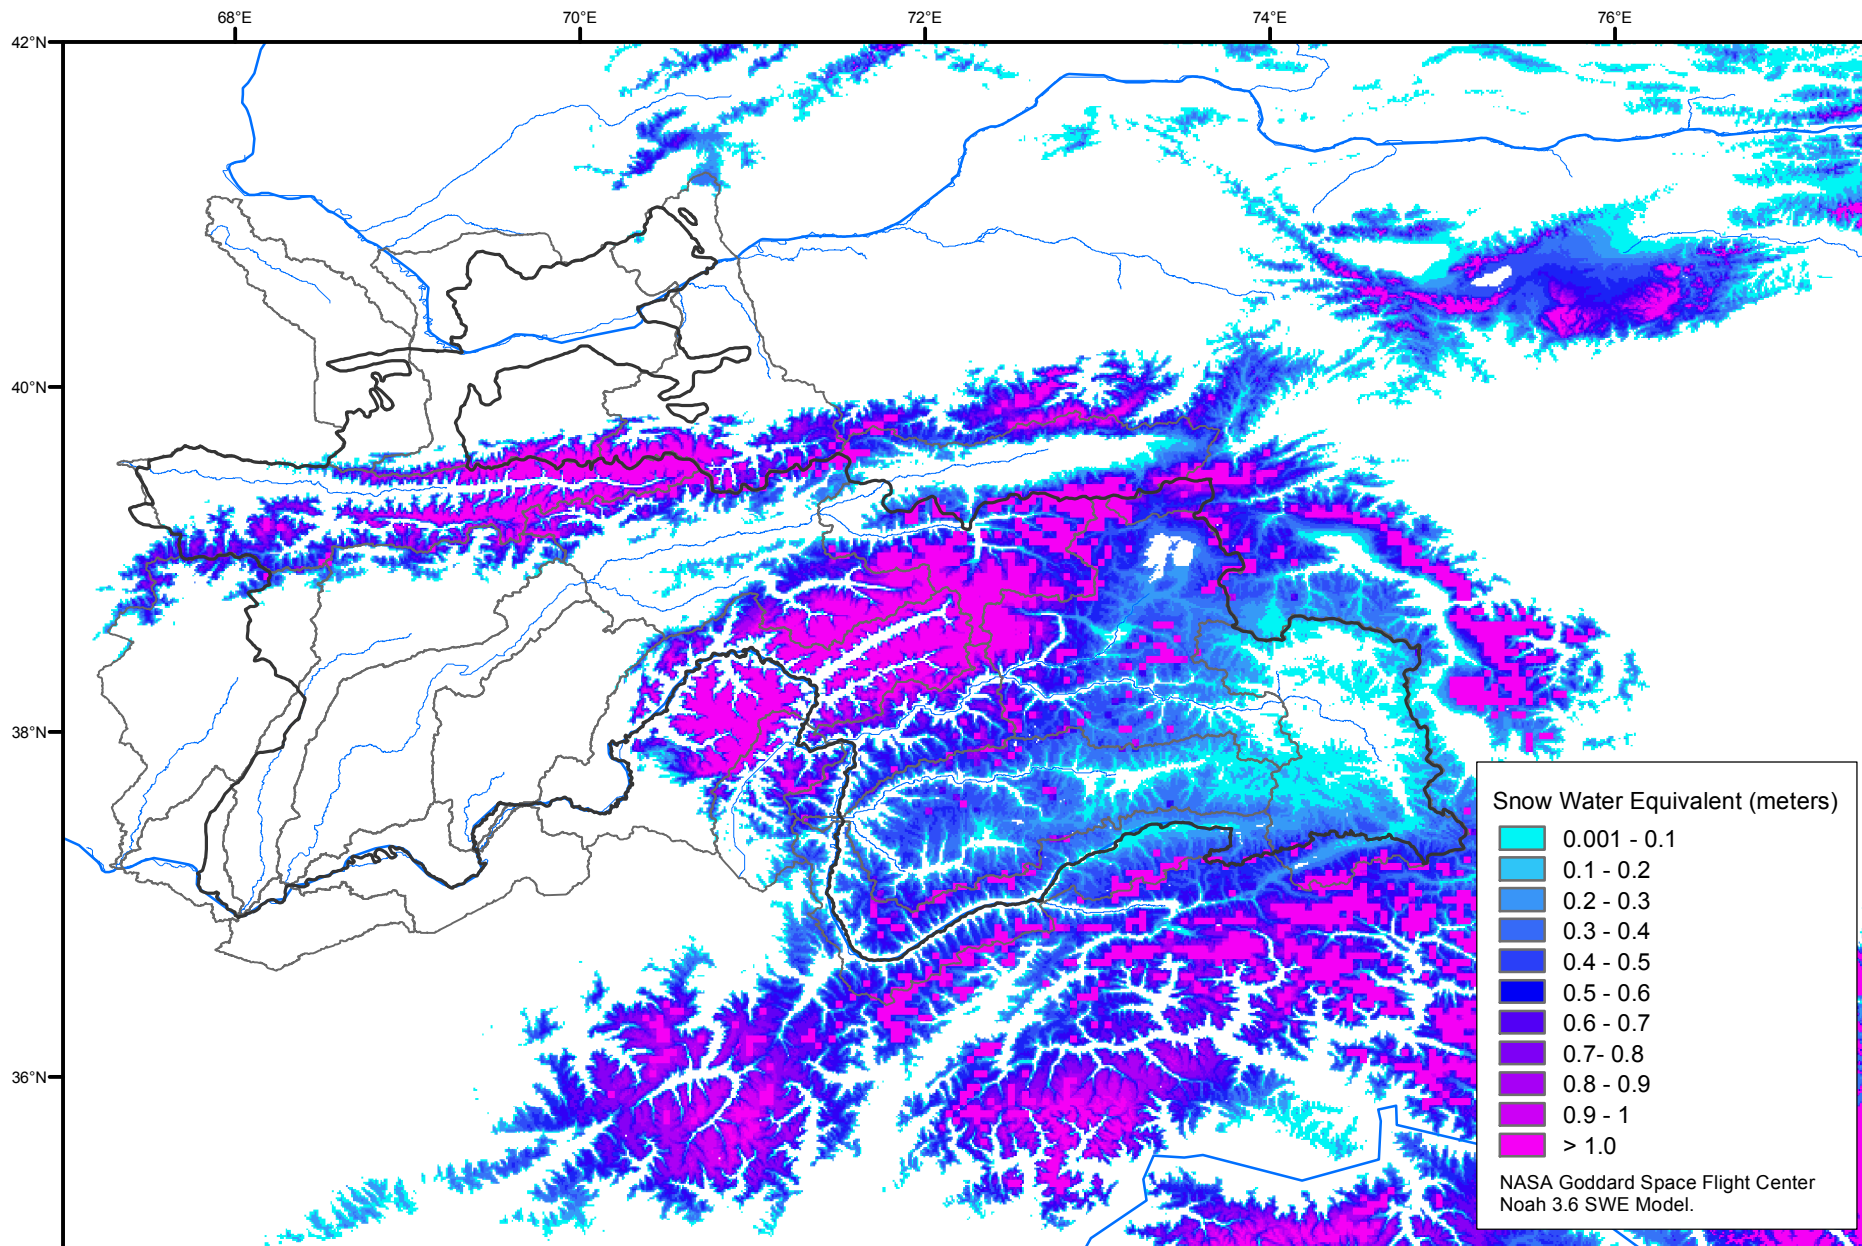 68°E
70°E
72°E
74°E
76°E
42°N
40°N
38°N
36°N
Snow Water Equivalent (meters)
0.001 - 0.1
0.1 - 0.2
0.2 - 0.3
0.3 - 0.4
0.4 - 0.5
0.5 - 0.6
0.6 - 0.7
0.7- 0.8
0.8 - 0.9
0.9 - 1
> 1.0
NASA Goddard Space Flight Center
Noah 3.6 SWE Model.